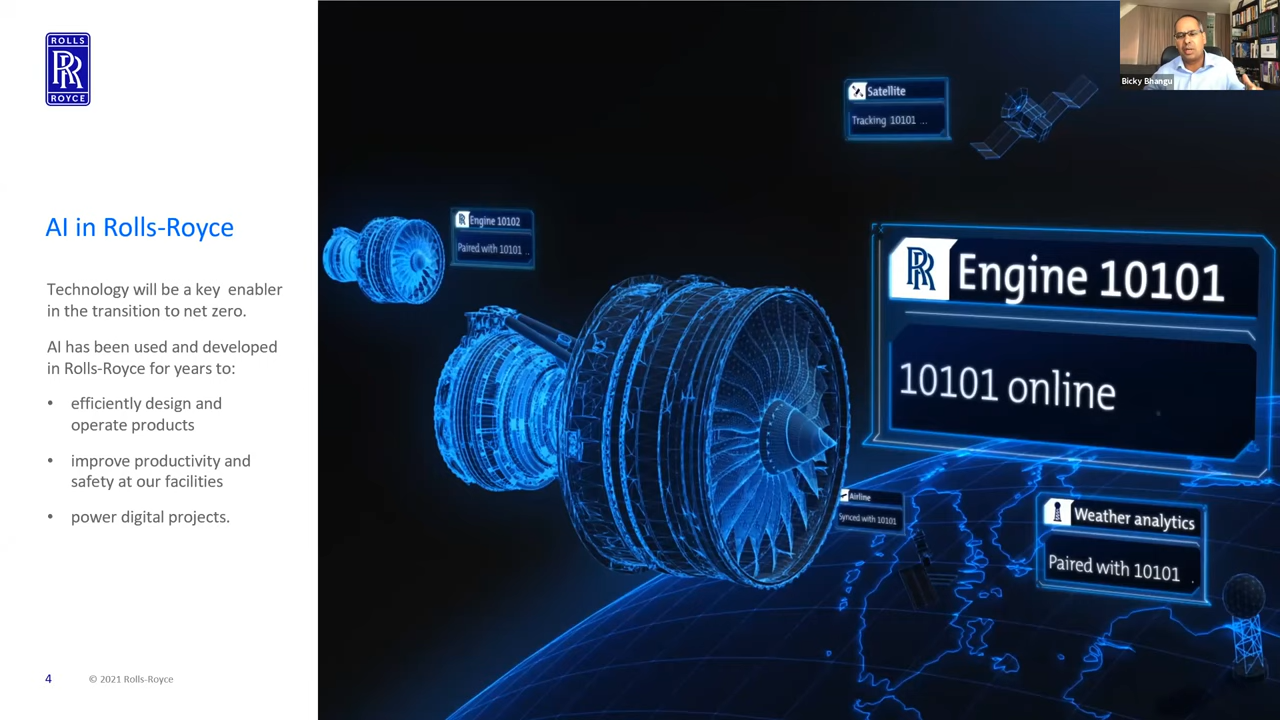 ROLLS
RR
ROYCE
AI in Rolls-Royce
Technology will be a key enabler
in the transition to net zero.
AI has been used and developed
in Rolls-Royce for years to:
• efficiently design and
operate products
• improve productivity and
safety at our facilities
• power digital projects.
4
© 2021 Rolls-Royce
Engine 10102
Paired with 10101 ..
Satellite
Tracking 10101 ..
RR
Engine 10101
10101 online
Airline
Synced with 10101
Weather analytics
Paired with 10101 .
Bicky Bhangu